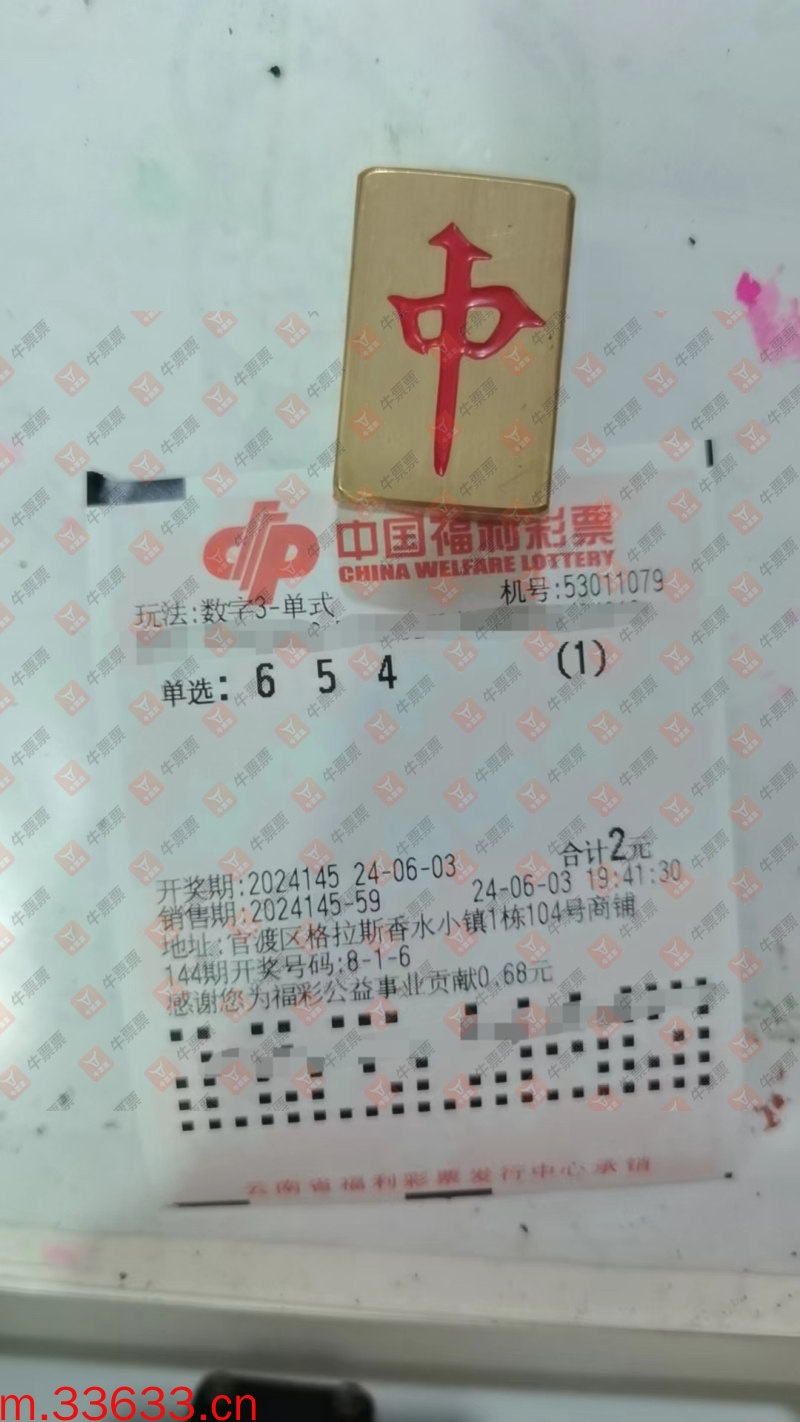 中
中国福利彩票
CHINA WELFARE LOTTERY
机号:53011079
玩法:数字3-单式
单选: 6 5 4 (1)
合计2元
开奖期:2024145 24-06-03
销售期:2024145-59 24-06-03 19:41:30
地址:官渡区格拉斯香水小镇1栋104号商铺
144期开奖号码:8-1-6
感谢您为福彩公益事业贡献0.68元
云南省福利彩票发行中心承销
牛票票
m.33633.cn